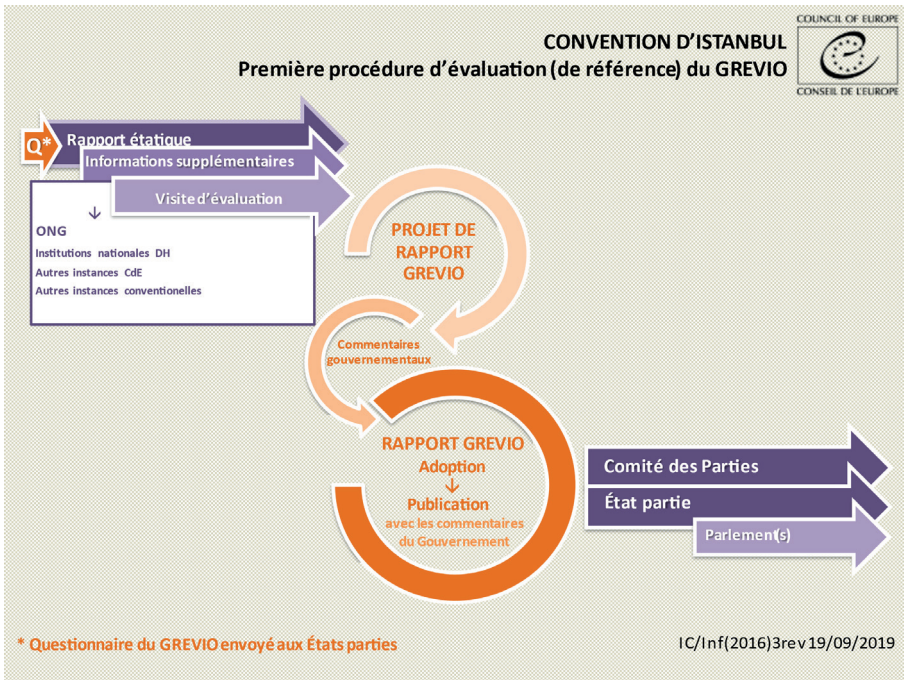 COUNCIL OF EUROPE
CONSEIL DE L'EUROPE
CONVENTION D'ISTANBUL
Première procédure d'évaluation (de référence) du GREVIO
Q*
Rapport étatique
Informations supplémentaires
Visite d'évaluation
↓
ONG
Institutions nationales DH
Autres instances CdE
Autres instances conventionelles
PROJET DE
RAPPORT
GREVIO
Commentaires
gouvernementaux
RAPPORT GREVIO
Adoption
↓
Publication
avec les commentaires
du Gouvernement
Comité des Parties
État partie
Parlement(s)
* Questionnaire du GREVIO envoyé aux États parties
IC/Inf(2016)3rev 19/09/2019